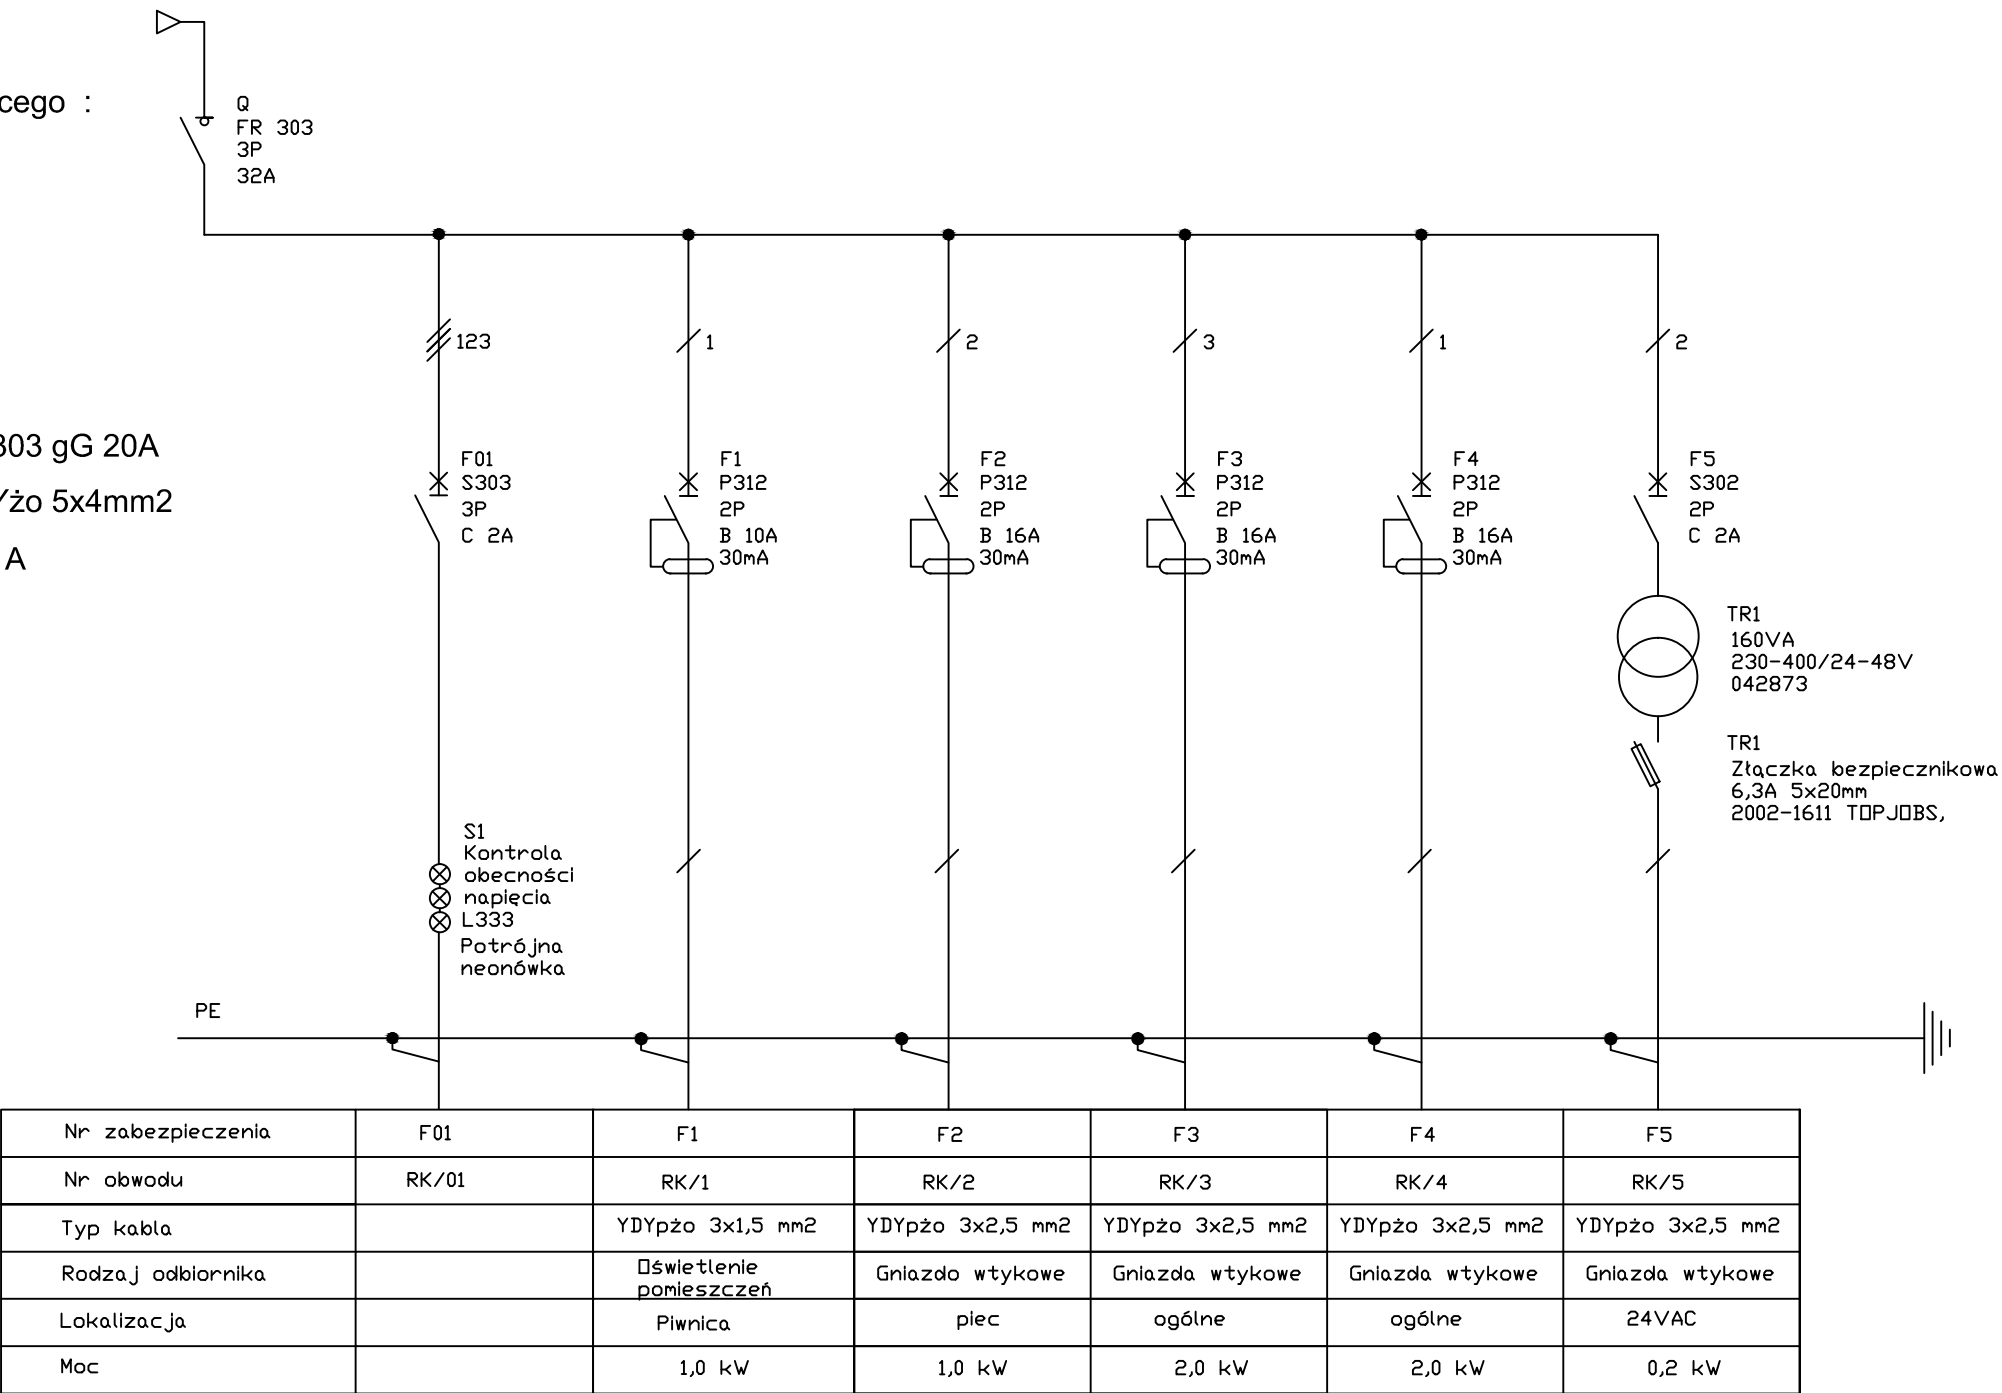 cego :
Q
FR 303
3P
32A
123
1
2
3
1
2
303 gG 20A
Yżo 5x4mm2
A
F01
S303
3P
C 2A
F1
P312
2P
B 10A
30mA
F2
P312
2P
B 16A
30mA
F3
P312
2P
B 16A
30mA
F4
P312
2P
B 16A
30mA
F5
S302
2P
C 2A
TR1
160VA
230-400/24-48V
042873
TR1
Złączka bezpiecznikowa
6,3A 5x20mm
2002-1611 TOPJOBS,
S1
Kontrola
obecności
napięcia
L333
Potrójna
neonówka
PE
Nr zabezpieczenia F01 F1 F2 F3 F4 F5
Nr obwodu RK/01 RK/1 RK/2 RK/3 RK/4 RK/5
Typ kabla YDYpżo 3x1,5 mm2 YDYpżo 3x2,5 mm2 YDYpżo 3x2,5 mm2 YDYpżo 3x2,5 mm2 YDYpżo 3x2,5 mm2
Rodzaj odbiornika Oświetlenie pomieszczeń Gniazdo wtykowe Gniazda wtykowe Gniazda wtykowe Gniazda wtykowe
Lokalizacja Piwnica piec ogólne ogólne 24VAC
Moc 1,0 kW 1,0 kW 2,0 kW 2,0 kW 0,2 kW